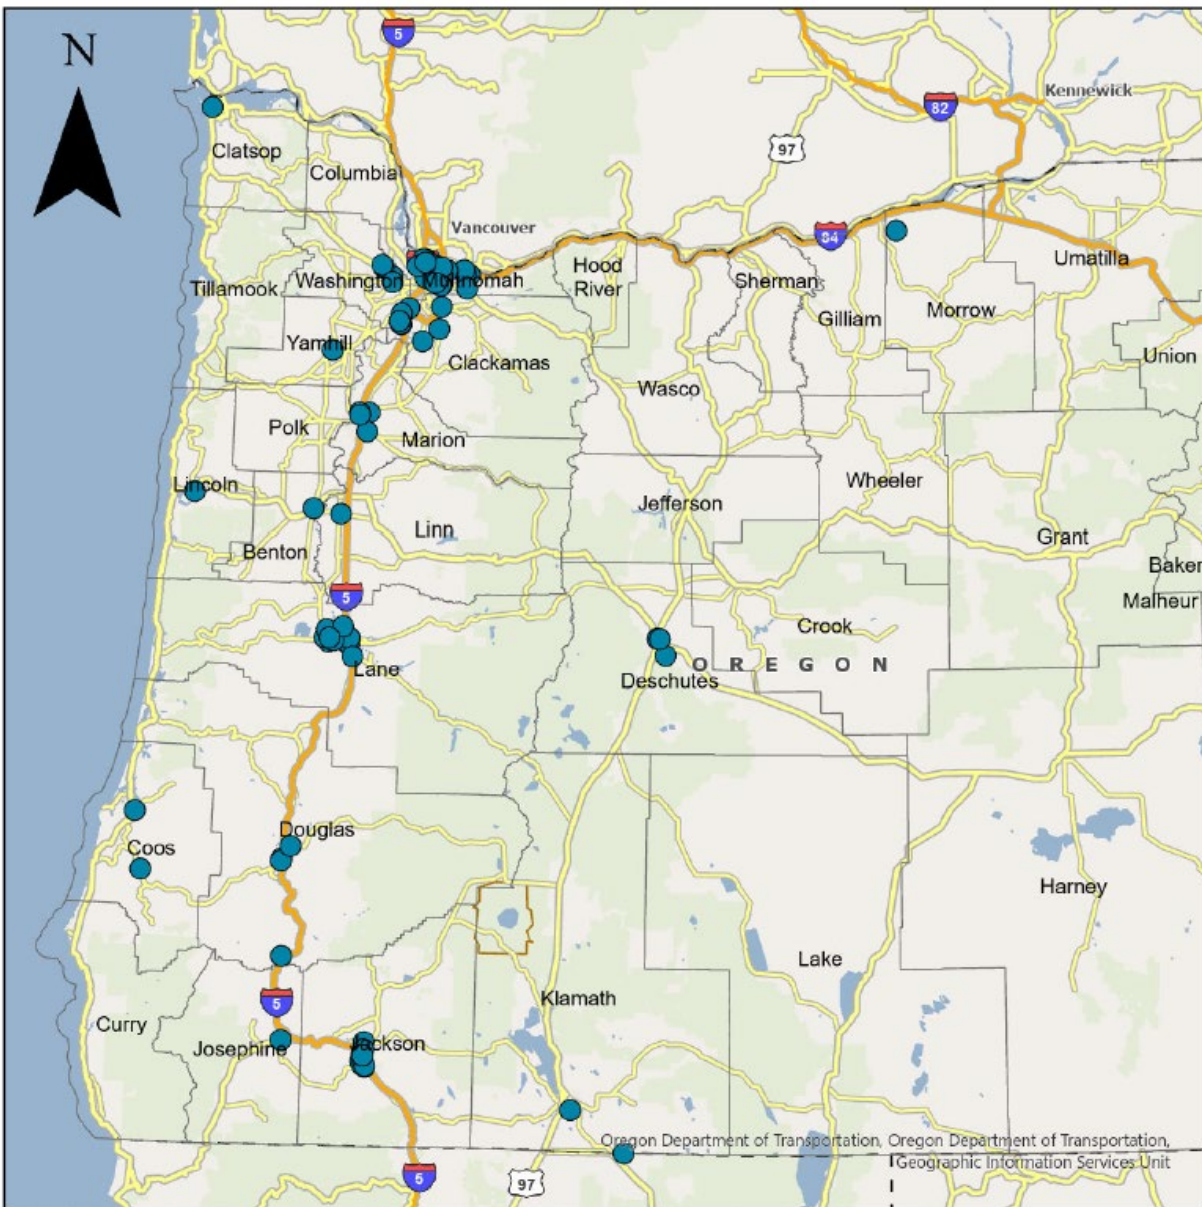 5
N
82
Kennewick
97
Clatsop
Columbia
Vancouver
84
Umatilla
Hood
River
Tillamook
Washington
Multnomah
Sherman
Gilliam
Morrow
Yamhill
Clackamas
Union
Wasco
Polk
Marion
Lincoln
Wheeler
Jefferson
Linn
Grant
Benton
Baker
5
Malheur
Crook
Lane
OREGON
Deschutes
Douglas
Coos
Harney
Lake
Klamath
5
Curry
Josephine
Jackson
Oregon Department of Transportation, Oregon Department of Transportation,
Geographic Information Services Unit
5
97